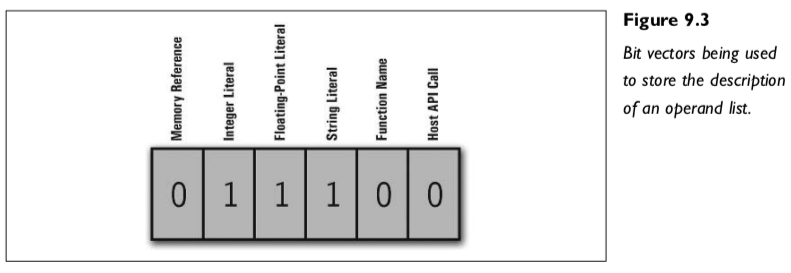 Memory Reference
Integer Literal
Floating-Point Literal
String Literal
Function Name
Host API Call
0 1 1 1 0 0
Figure 9.3
Bit vectors being used
to store the description
of an operand list.